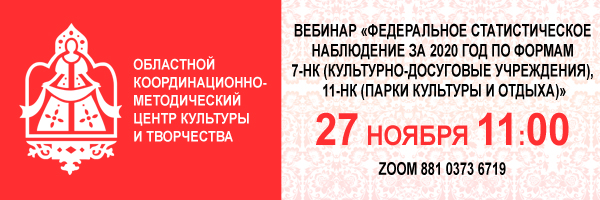 ОБЛАСТНОЙ
КООРДИНАЦИОННО-
МЕТОДИЧЕСКИЙ
ЦЕНТР КУЛЬТУРЫ
И ТВОРЧЕСТВА
ВЕБИНАР «ФЕДЕРАЛЬНОЕ СТАТИСТИЧЕСКОЕ
НАБЛЮДЕНИЕ ЗА 2020 ГОД ПО ФОРМАМ
7-НК (КУЛЬТУРНО-ДОСУГОВЫЕ УЧРЕЖДЕНИЯ),
11-НК (ПАРКИ КУЛЬТУРЫ И ОТДЫХА)»
27 НОЯБРЯ 11:00
ZOOM 881 0373 6719